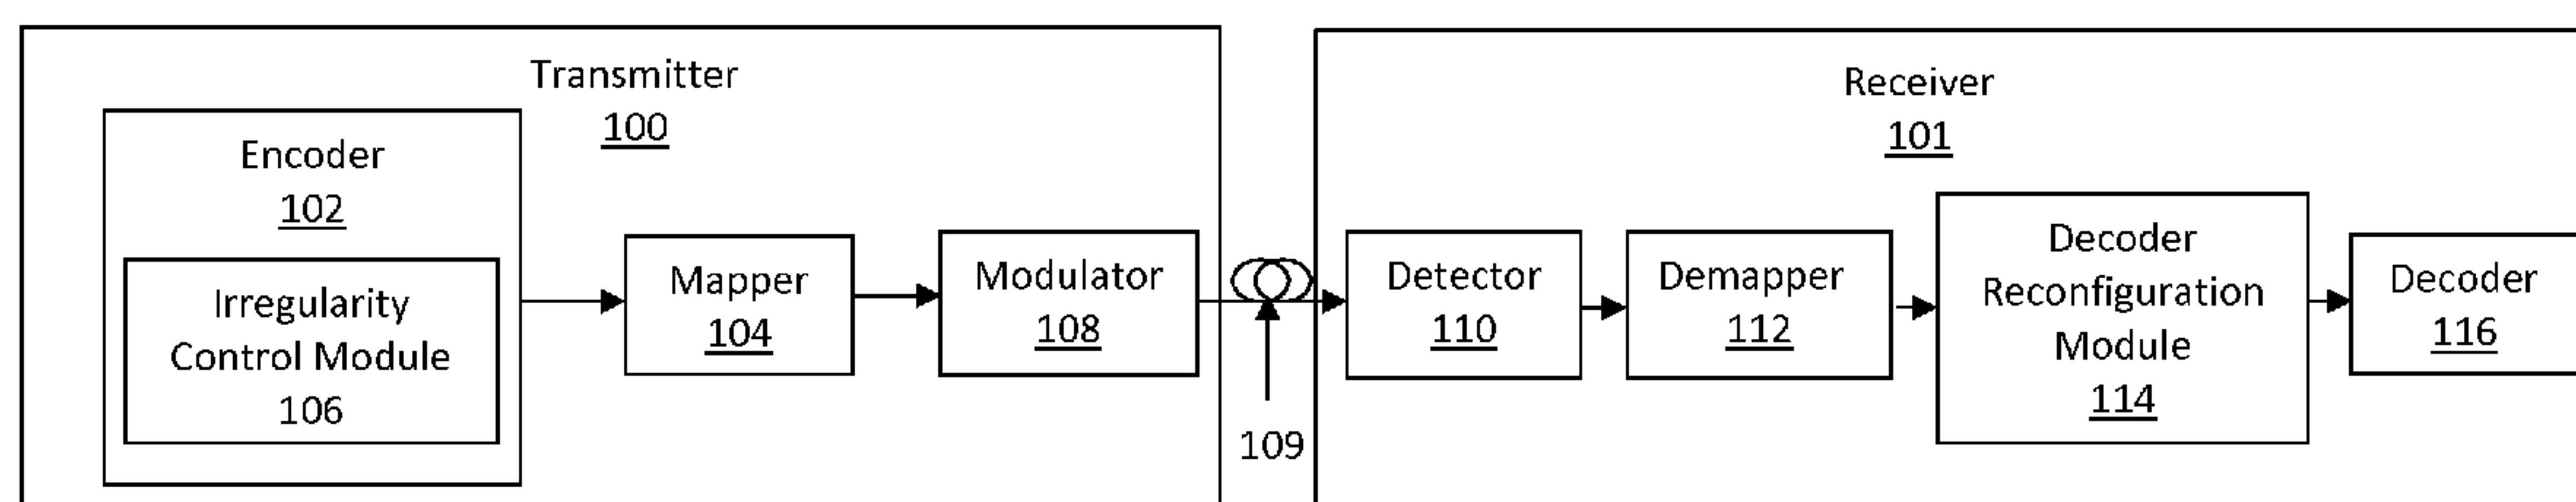 Transmitter
100
Encoder
102
Irregularity
Control Module
106
Mapper
104
Modulator
108
109
Receiver
101
Detector
110
Demapper
112
Decoder
Reconfiguration
Module
114
Decoder
116